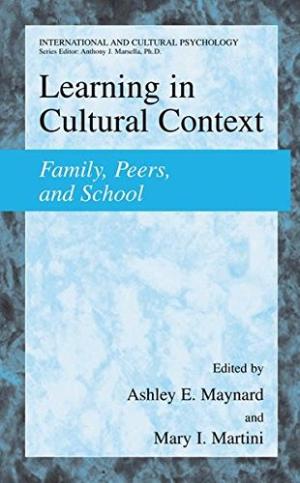 INTERNATIONAL AND CULTURAL PSYCHOLOGY
Series Editor: Anthony J. Marsella, Ph.D.
Learning in
Cultural Context
Family, Peers,
and School
Edited by
Ashley E. Maynard
and
Mary I. Martini